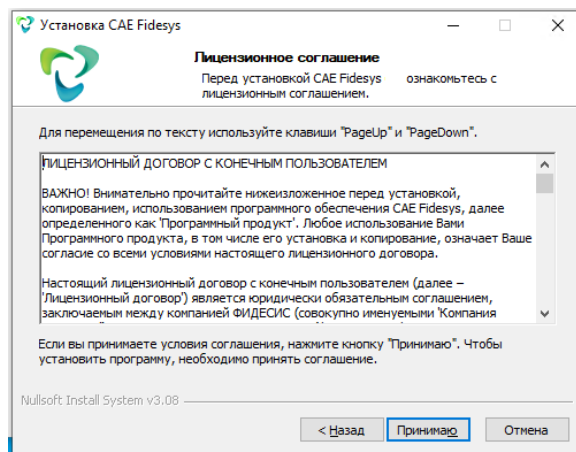 Установка CAE Fidesys
Лицензионное соглашение
Перед установкой CAE Fidesys ознакомьтесь с
лицензионным соглашением.
Для перемещения по тексту используйте клавиши "PageUp" и "PageDown".
ЛИЦЕНЗИОННЫЙ ДОГОВОР С КОНЕЧНЫМ ПОЛЬЗОВАТЕЛЕМ
ВАЖНО! Внимательно прочитайте нижеизложенное перед установкой,
копированием, использованием программного обеспечения CAE Fidesys, далее
определенного как 'Программный продукт'. Любое использование Вами
Программного продукта, в том числе его установка и копирование, означает Ваше
согласие со всеми условиями настоящего лицензионного договора.
Настоящий лицензионный договор с конечным пользователем (далее –
'Лицензионный договор') является юридически обязательным соглашением,
заключаемым между компанией ФИДЕСИС (совокупно именуемыми 'Компания
Если вы принимаете условия соглашения, нажмите кнопку "Принимаю". Чтобы
установить программу, необходимо принять соглашение.
Nullsoft Install System v3.08
< Назад Принимаю Отмена